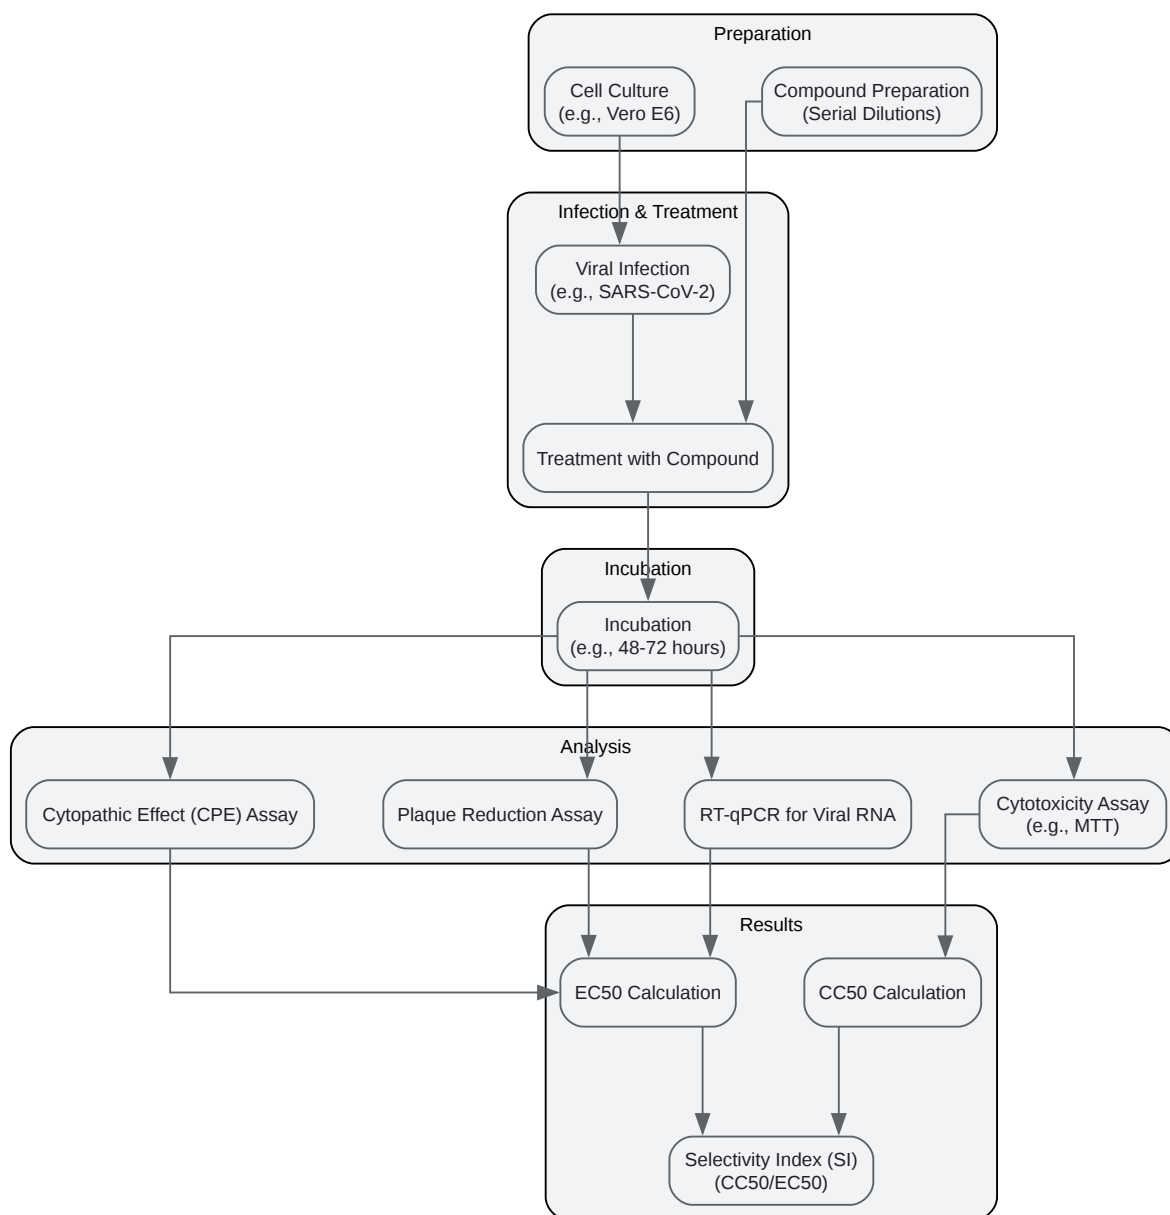 Preparation
Cell Culture
(e.g., Vero E6)
Compound Preparation
(Serial Dilutions)
Infection & Treatment
Viral Infection
(e.g., SARS-CoV-2)
Treatment with Compound
Incubation
Incubation
(e.g., 48-72 hours)
Analysis
Cytopathic Effect (CPE) Assay
Plaque Reduction Assay
RT-qPCR for Viral RNA
Cytotoxicity Assay
(e.g., MTT)
Results
EC50 Calculation
CC50 Calculation
Selectivity Index (SI)
(CC50/EC50)